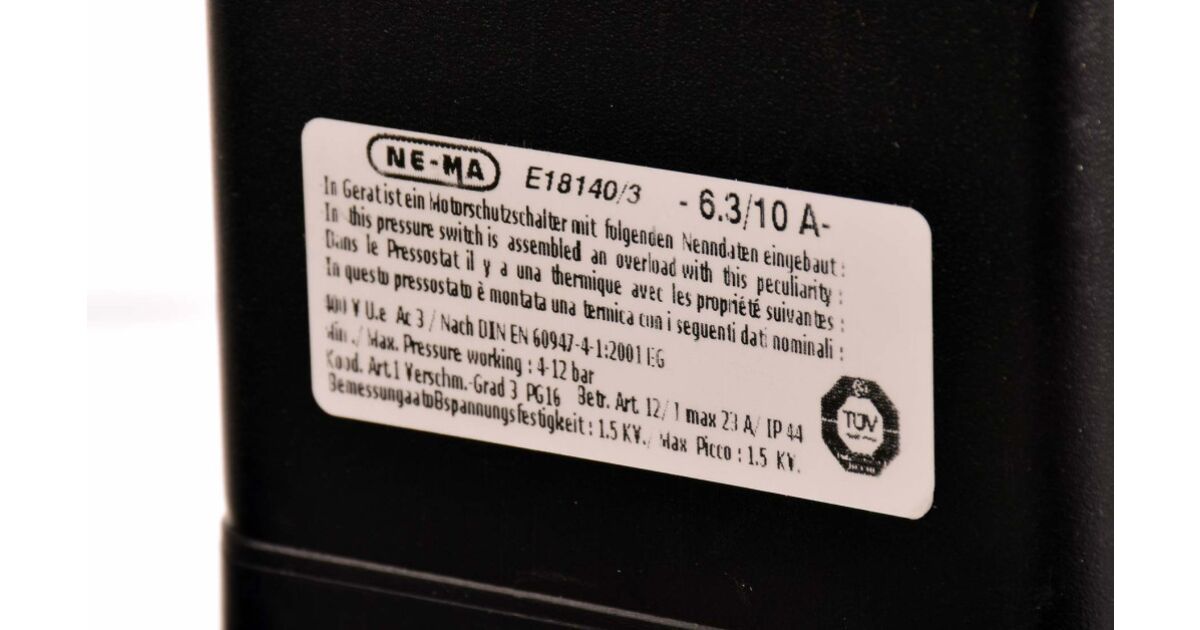 NE-MA E18140/3 - 6.3/10 A-
In Gerat ist ein Motorschutzschalter mit folgenden Nenndaten eingebaut :
In this pressure switch is assembled an overload with this peculiarity :
Dans le Pressostat il y a una thermique avec les propriété suivantes :
In questo pressostato è montata una termica con i seguenti dati nominali :
400 V U.e Ac 3 / Nach DIN EN 60947-4-1:2001 EG
Min. / Max. Pressure working : 4-12 bar
Kood. Art.1 Verschm.-Grad 3 PG16 Betr. Art. 12/ I max 23 A/ IP 44
BemessungaatoBspannungsfestigkeit : 1.5 KV./ Max Picco : 1.5 KV.
TÜV